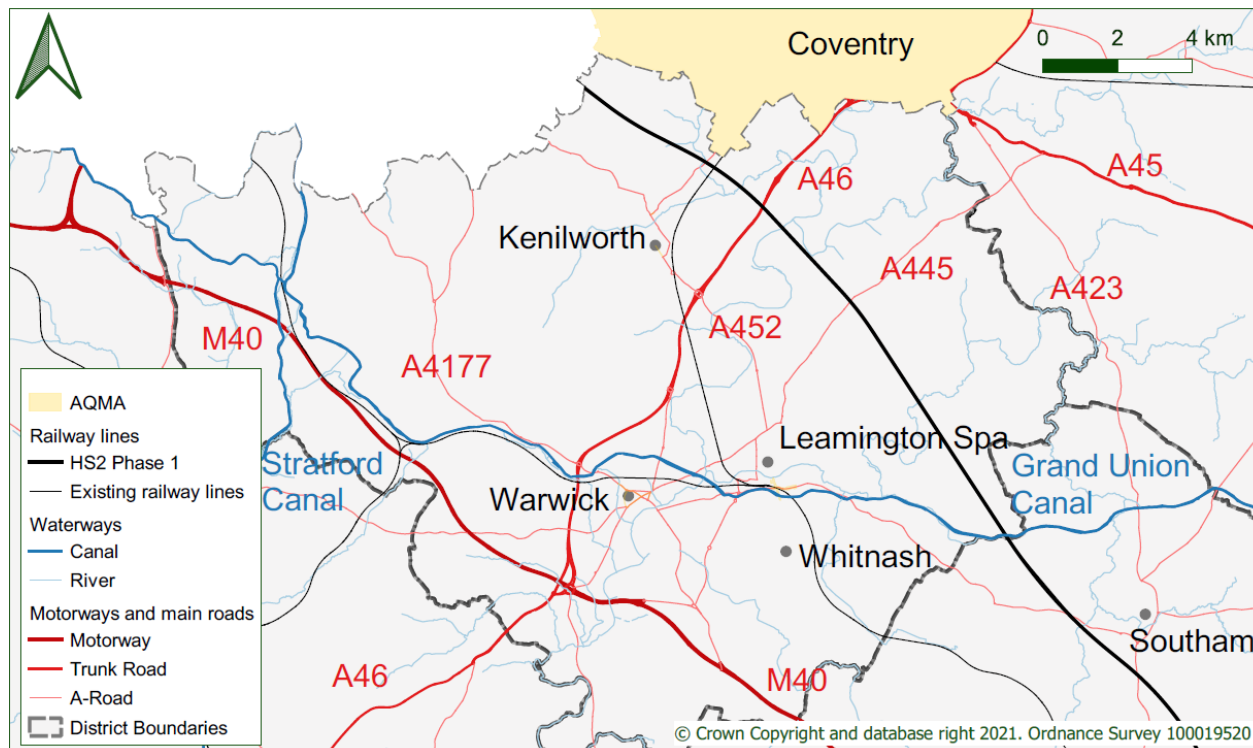 Coventry
0 2 4 km
A46
A45
Kenilworth
A445
A423
M40
A452
A4177
AQMA
Railway lines
HS2 Phase 1
Existing railway lines
Waterways
Canal
River
Motorways and main roads
Motorway
Trunk Road
A-Road
District Boundaries
Stratford
Canal
Leamington Spa
Grand Union
Canal
Warwick
Whitnash
Southam
A46
M40
© Crown Copyright and database right 2021. Ordnance Survey 100019520